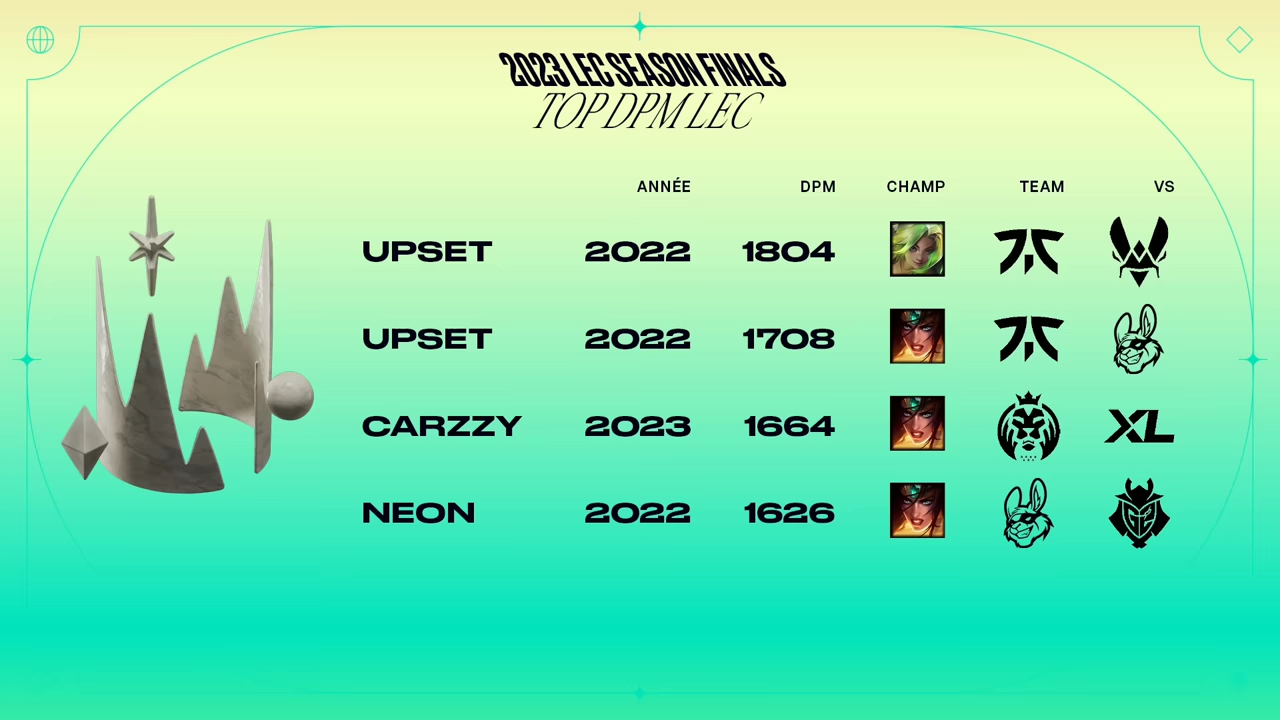 2023 LEC SEASON FINALS
TOP DPM LEC
ANNÉE DPM CHAMP TEAM VS
UPSET 2022 1804
UPSET 2022 1708
CARZZY 2023 1664 XL
NEON 2022 1626 G2